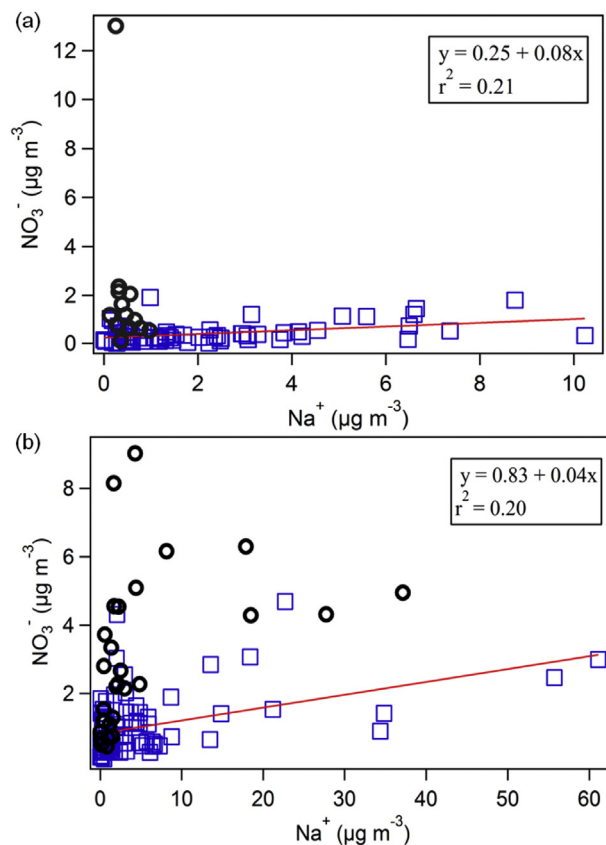 (a)
12
10
8
6
4
2
0
NO₃⁻ (µg m⁻³)
y = 0.25 + 0.08x
r² = 0.21
0 2 4 6 8 10
Na⁺ (µg m⁻³)
(b)
8
6
4
2
NO₃⁻ (µg m⁻³)
y = 0.83 + 0.04x
r² = 0.20
0 10 20 30 40 50 60
Na⁺ (µg m⁻³)